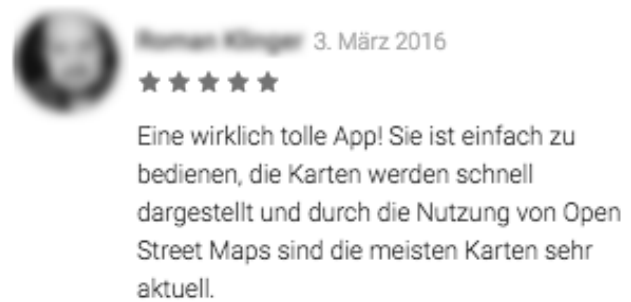 3. März 2016
Eine wirklich tolle App! Sie ist einfach zu
bedienen, die Karten werden schnell
dargestellt und durch die Nutzung von Open
Street Maps sind die meisten Karten sehr
aktuell.